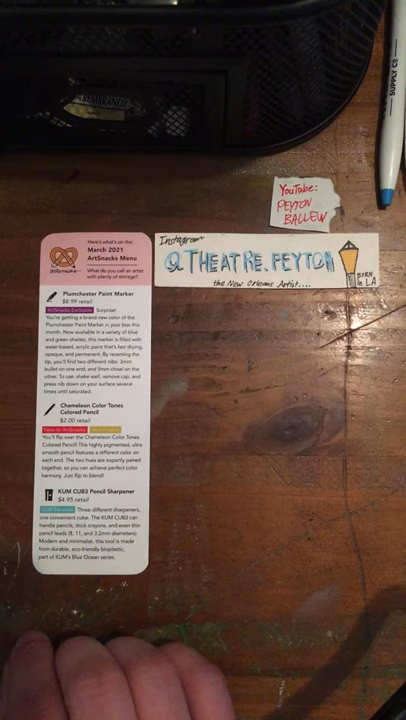 SUPPLY CO.
REMBRANDT
YouTube:
PEYTON
BALLEW
Instagram
@THEATRE.PEYTON
the New Orleans Artist....
BORN
in LA
artsnacks
Here's what's on the
March 2021
ArtSnacks Menu
What do you call an artist
with plenty of storage?
Plumchester Paint Marker
$8.99 retail
ArtSnacks Exclusive Surprise!
You're getting a brand new color of the
Plumchester Paint Marker in your box this
month. Now available in a variety of blue
and green shades, this marker is filled with
water-based, acrylic paint that's fast drying,
opaque, and permanent. By reversing the
tip, you'll find two different nibs: 3mm
bullet on one end, and 5mm chisel on the
other. To use: shake well, remove cap, and
press nib down on your surface several
times until saturated.
Chameleon Color Tones
Colored Pencil
$2.00 retail
New to ArtSnacks New Product
You'll flip over the Chameleon Color Tones
Colored Pencil! This highly pigmented, ultra
smooth pencil features a different color on
each end. The two hues are expertly paired
together, so you can achieve perfect color
harmony. Just flip to blend!
KUM CUB3 Pencil Sharpener
$4.95 retail
Staff Favorite Three different sharpeners,
one convenient cube. The KUM CUB3 can
handle pencils, thick crayons, and even thin
pencil leads (8, 11, and 3.2mm diameters).
Modern and minimalist, this tool is made
from durable, eco-friendly bioplastic,
part of KUM's Blue Ocean series.